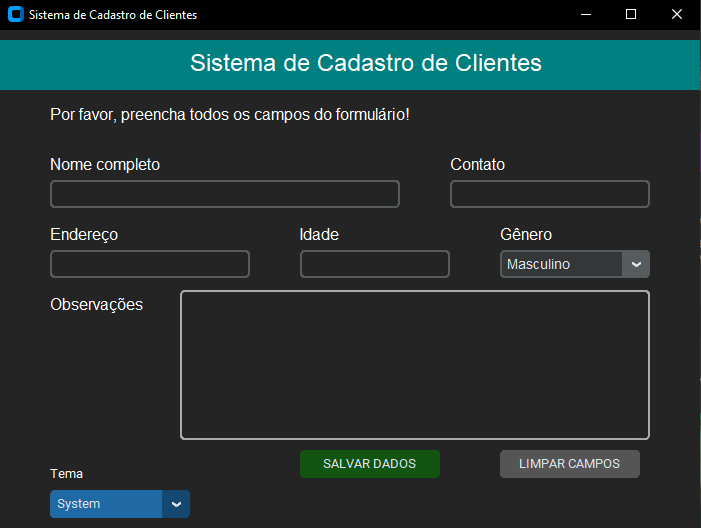 Sistema de Cadastro de Clientes
Sistema de Cadastro de Clientes
Por favor, preencha todos os campos do formulário!
Nome completo Contato
Endereço Idade Gênero
Masculino
Observações
SALVAR DADOS LIMPAR CAMPOS
Tema
System